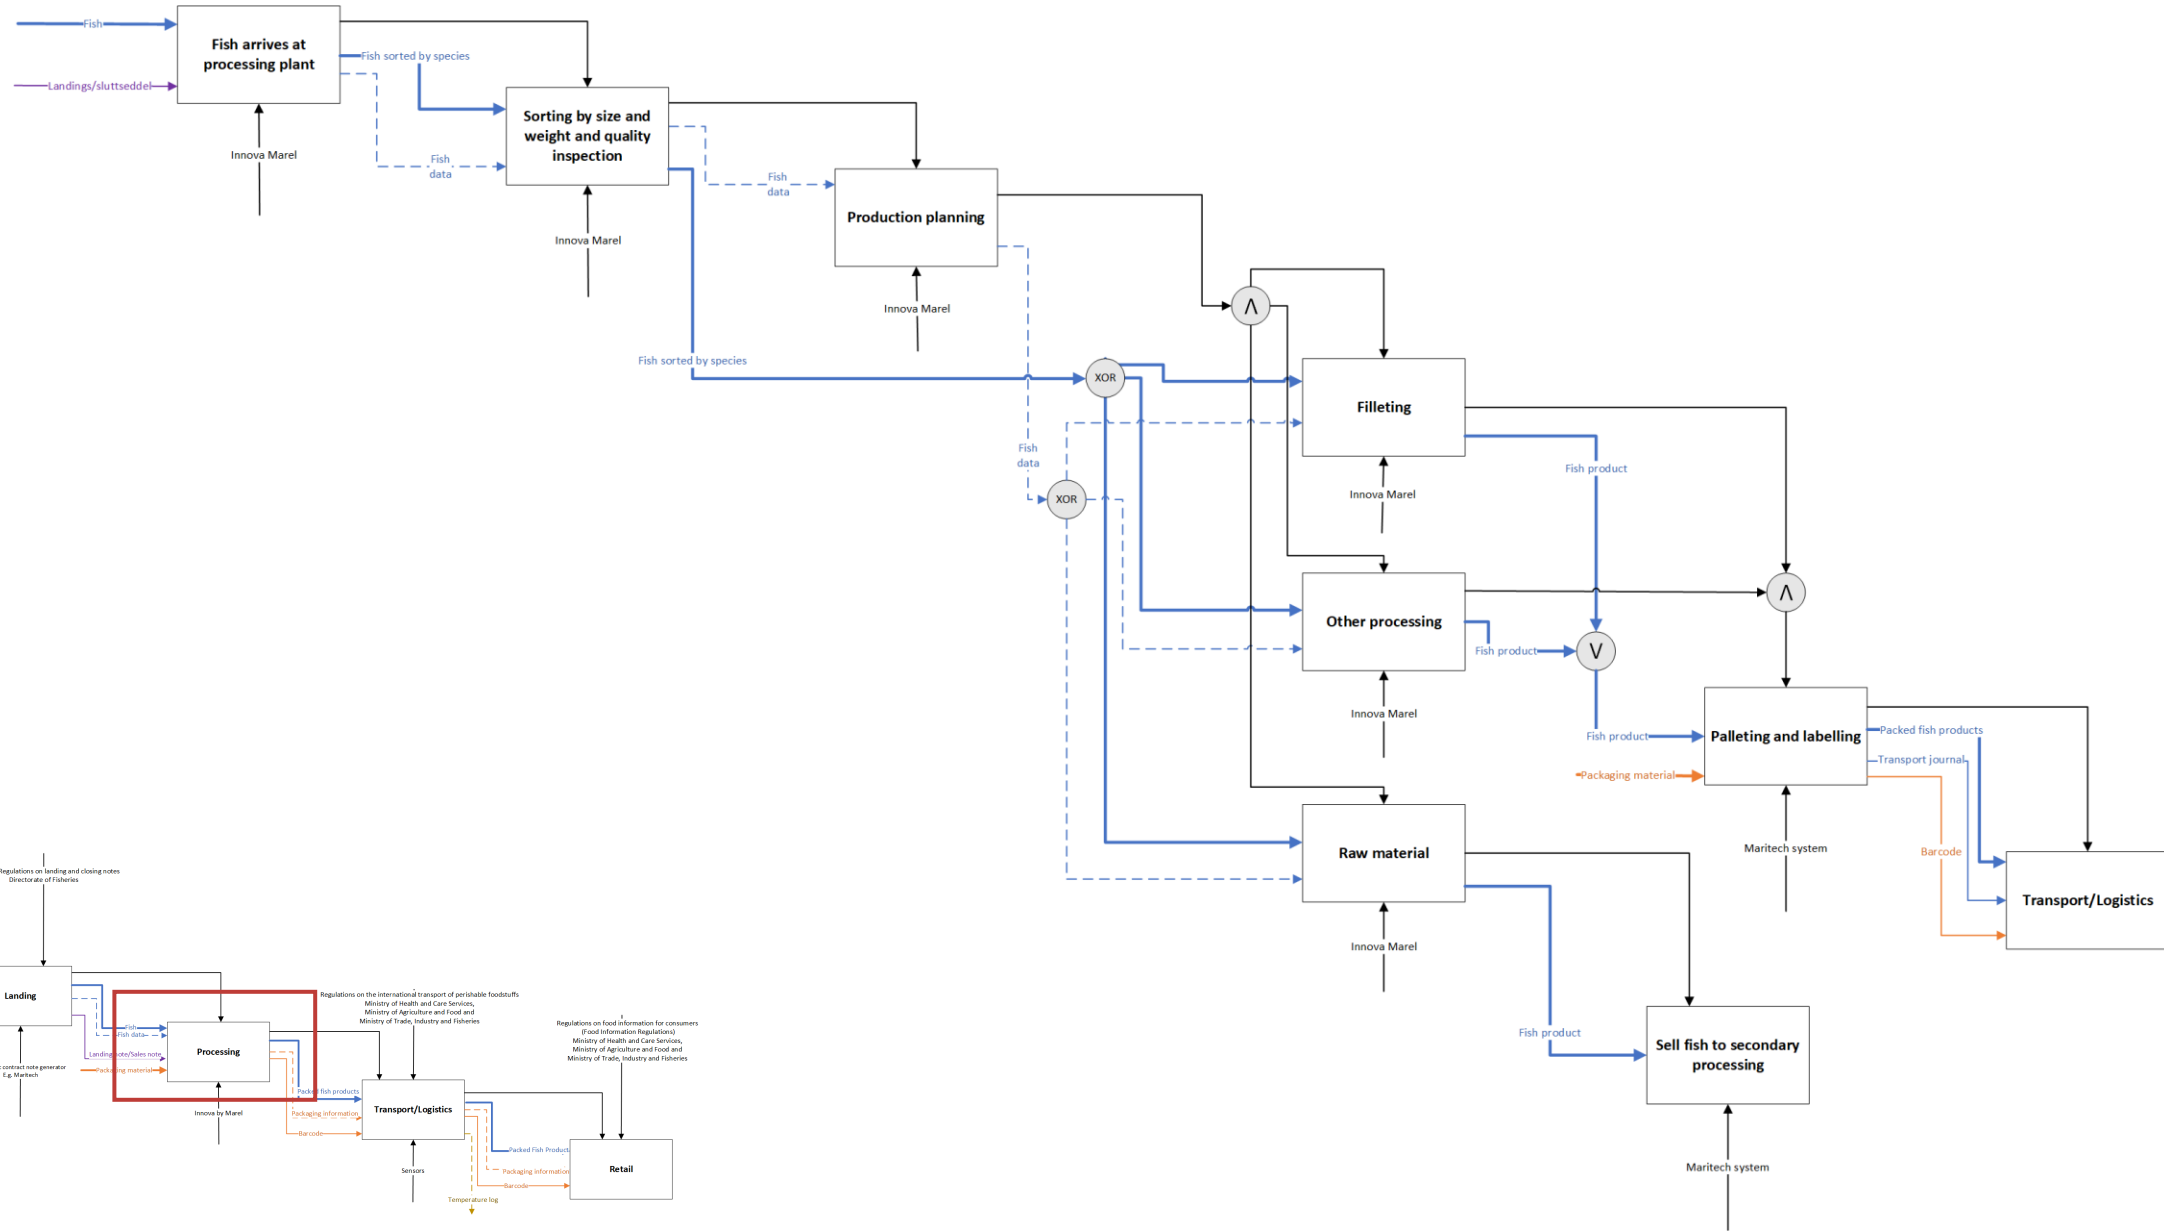 Fish
Fish arrives at
processing plant
Landings/sluttseddel
Innova Marel
Fish sorted by species
Fish
data
Sorting by size and
weight and quality
inspection
Innova Marel
Fish
data
Production planning
Innova Marel
Fish sorted by species
Fish
data
XOR
XOR
Λ
Filleting
Innova Marel
Fish product
Other processing
Innova Marel
Fish product
Λ
V
Fish product
Packaging material
Palleting and labelling
Maritech system
Packed fish products
Transport journal
Barcode
Transport/Logistics
Raw material
Innova Marel
Fish product
Sell fish to secondary
processing
Maritech system
Regulations on landing and closing notes
Directorate of Fisheries
Landing
contract note generator
E.g. Maritech
Fish
Fish data
Landing note/Sales note
Packaging material
Processing
Innova by Marel
Packed fish products
Packaging information
Barcode
Regulations on the international transport of perishable foodstuffs
Ministry of Health and Care Services,
Ministry of Agriculture and Food and
Ministry of Trade, Industry and Fisheries
Transport/Logistics
Sensors
Packed Fish Product
Packaging information
Barcode
Temperature log
Regulations on food information for consumers
(Food Information Regulations)
Ministry of Health and Care Services,
Ministry of Agriculture and Food and
Ministry of Trade, Industry and Fisheries
Retail